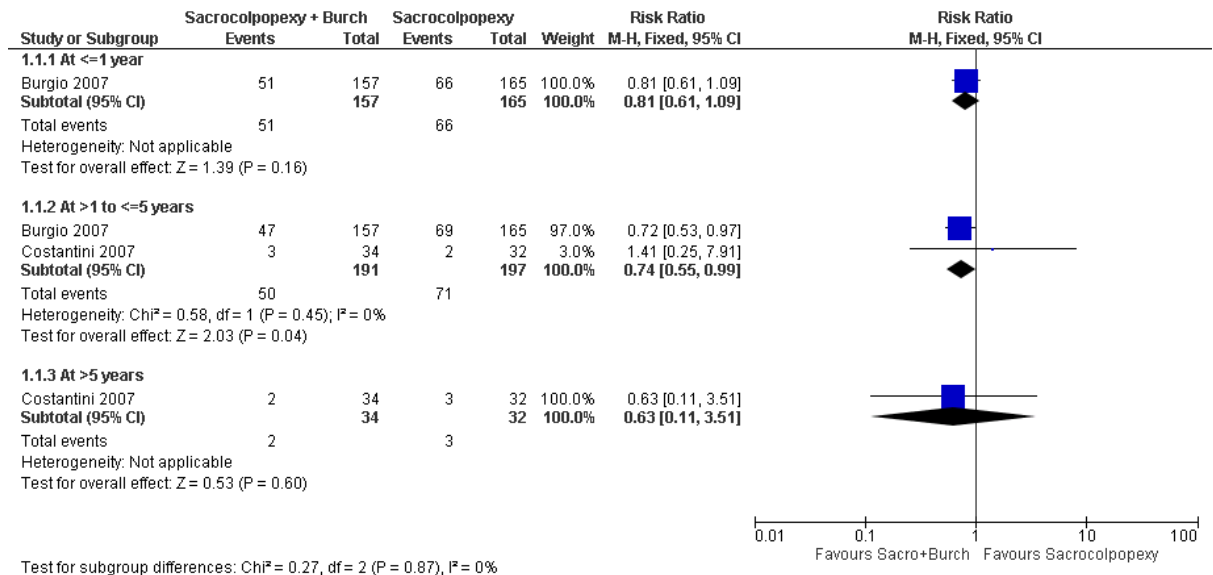 Sacrocolpopexy + Burch Sacrocolpopexy Risk Ratio Risk Ratio
Study or Subgroup Events Total Events Total Weight M-H, Fixed, 95% CI M-H, Fixed, 95% CI
1.1.1 At <=1 year
Burgio 2007 51 157 66 165 100.0% 0.81 [0.61, 1.09]
Subtotal (95% CI) 157 165 100.0% 0.81 [0.61, 1.09]
Total events 51 66
Heterogeneity: Not applicable
Test for overall effect: Z = 1.39 (P = 0.16)
1.1.2 At >1 to <=5 years
Burgio 2007 47 157 69 165 97.0% 0.72 [0.53, 0.97]
Costantini 2007 3 34 2 32 3.0% 1.41 [0.25, 7.91]
Subtotal (95% CI) 191 197 100.0% 0.74 [0.55, 0.99]
Total events 50 71
Heterogeneity: Chi² = 0.58, df = 1 (P = 0.45); I² = 0%
Test for overall effect: Z = 2.03 (P = 0.04)
1.1.3 At >5 years
Costantini 2007 2 34 3 32 100.0% 0.63 [0.11, 3.51]
Subtotal (95% CI) 34 32 100.0% 0.63 [0.11, 3.51]
Total events 2 3
Heterogeneity: Not applicable
Test for overall effect: Z = 0.53 (P = 0.60)
0.01 0.1 1 10 100
Favours Sacro+Burch Favours Sacrocolpopexy
Test for subgroup differences: Chi² = 0.27, df = 2 (P = 0.87), I² = 0%